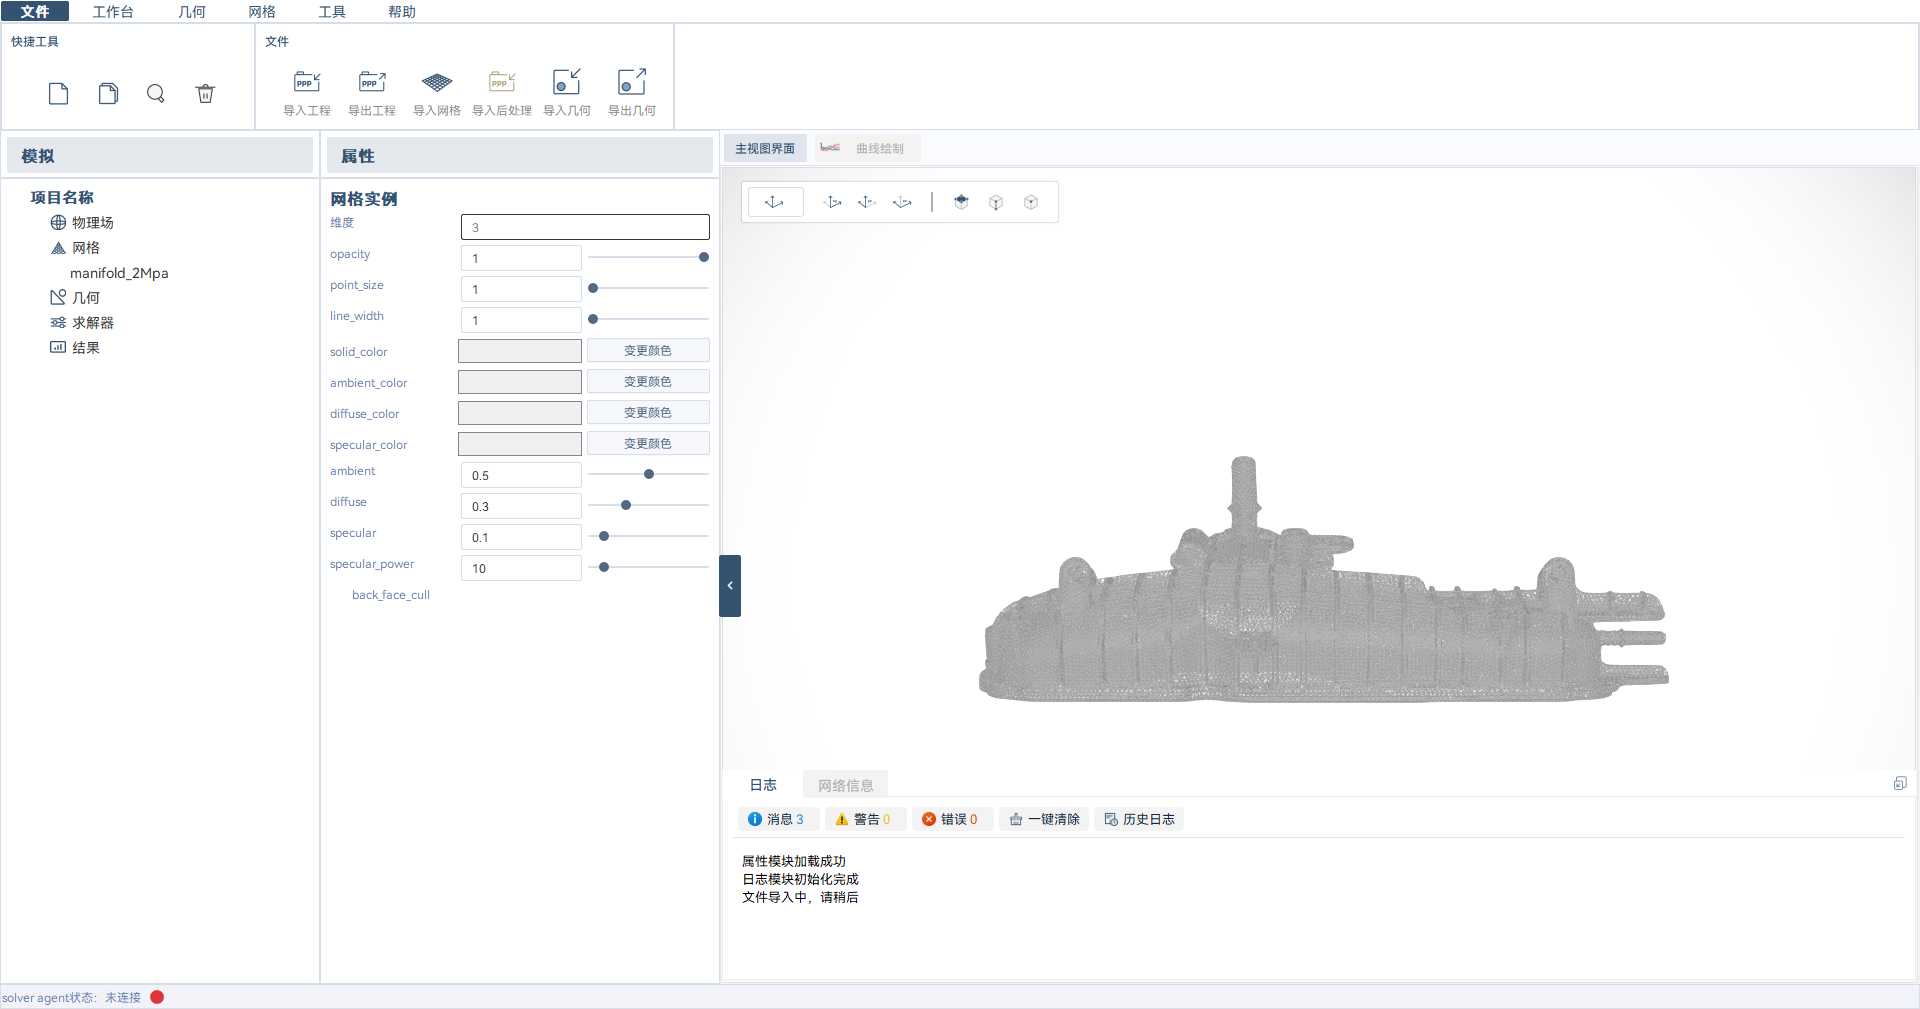 文件 工作台 几何 网格 工具 帮助
快捷工具
文件
导入工程 导出工程 导入网格 导入后处理 导入几何 导出几何
模拟
项目名称
物理场
网格
manifold_2Mpa
几何
求解器
结果
属性
网格实例
维度 3
opacity 1
point_size 1
line_width 1
solid_color 变更颜色
ambient_color 变更颜色
diffuse_color 变更颜色
specular_color 变更颜色
ambient 0.5
diffuse 0.3
specular 0.1
specular_power 10
back_face_cull
主视图界面 曲线绘制
日志 网络信息
消息 3 警告 0 错误 0 一键清除 历史日志
属性模块加载成功
日志模块初始化完成
文件导入中，请稍后
solver agent状态： 未连接